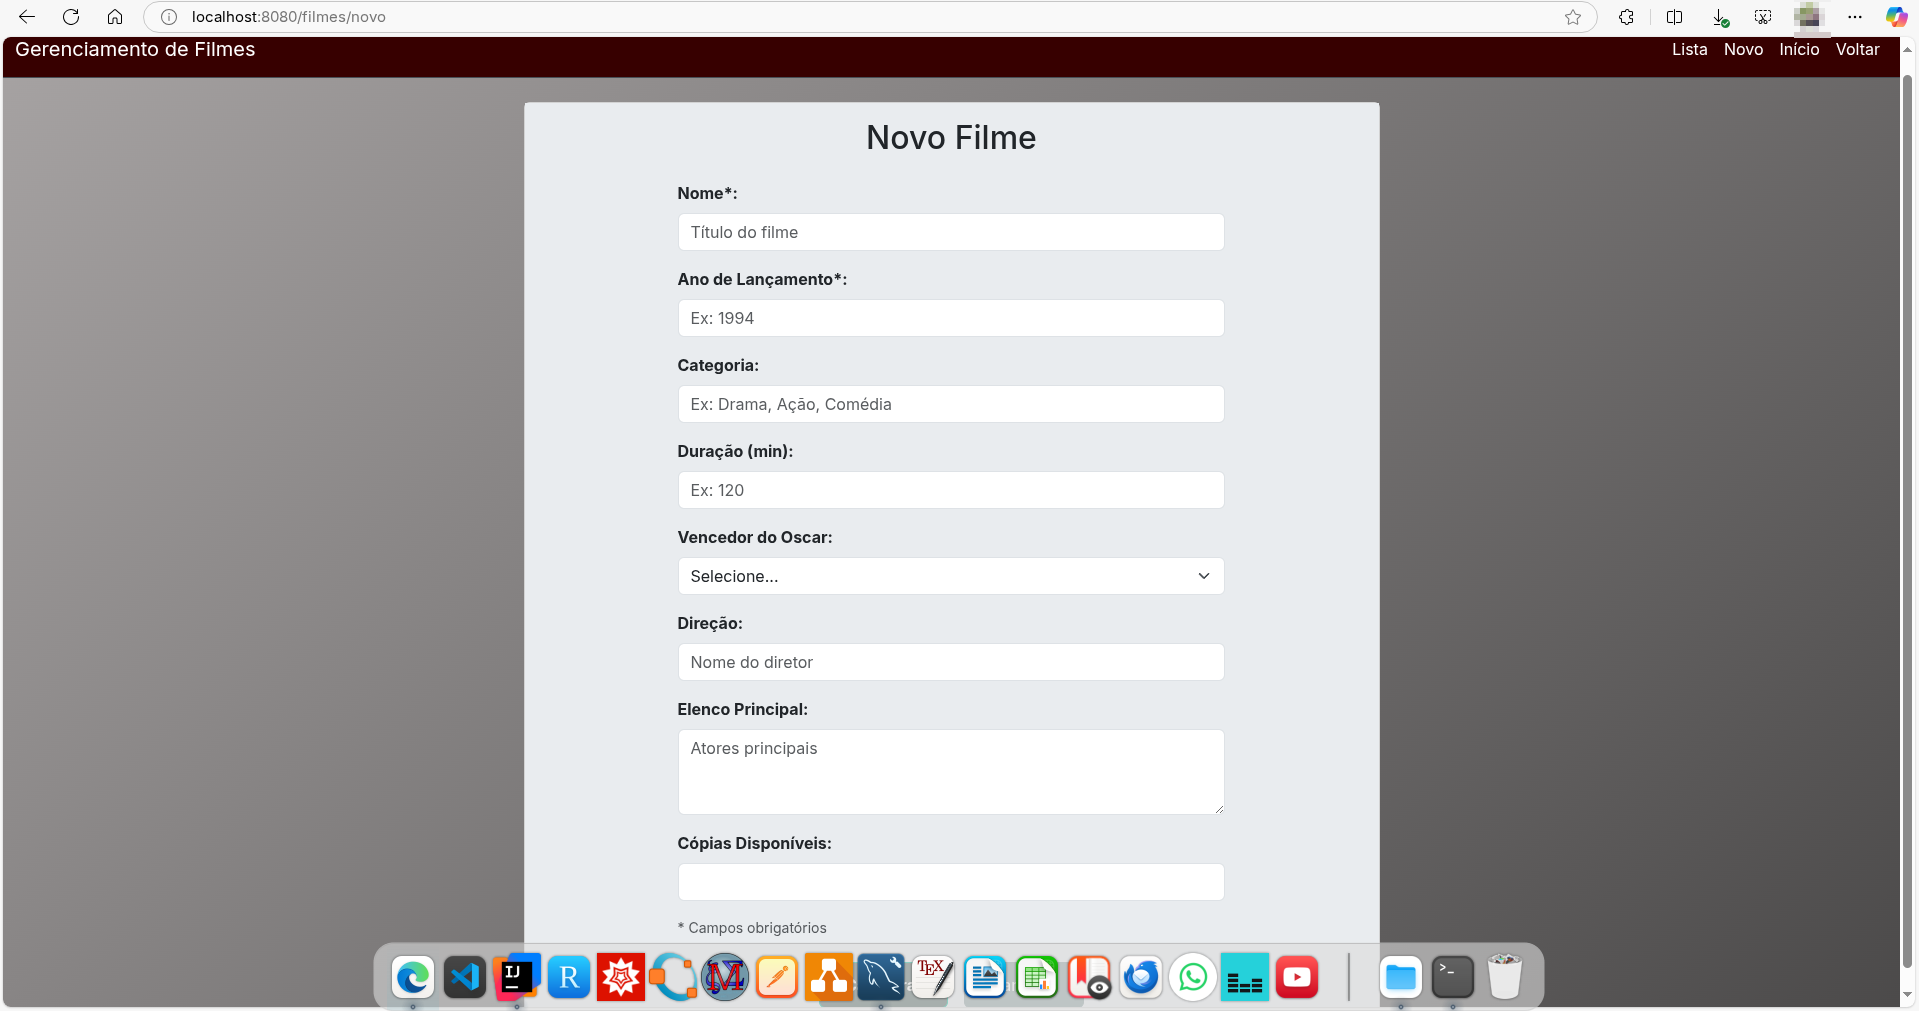 localhost:8080/filmes/novo
Gerenciamento de Filmes
Lista Novo Início Voltar
Novo Filme
Nome*:
Título do filme
Ano de Lançamento*:
Ex: 1994
Categoria:
Ex: Drama, Ação, Comédia
Duração (min):
Ex: 120
Vencedor do Oscar:
Selecione...
Direção:
Nome do diretor
Elenco Principal:
Atores principais
Cópias Disponíveis:
* Campos obrigatórios
IJ
R
M
TEX
>_